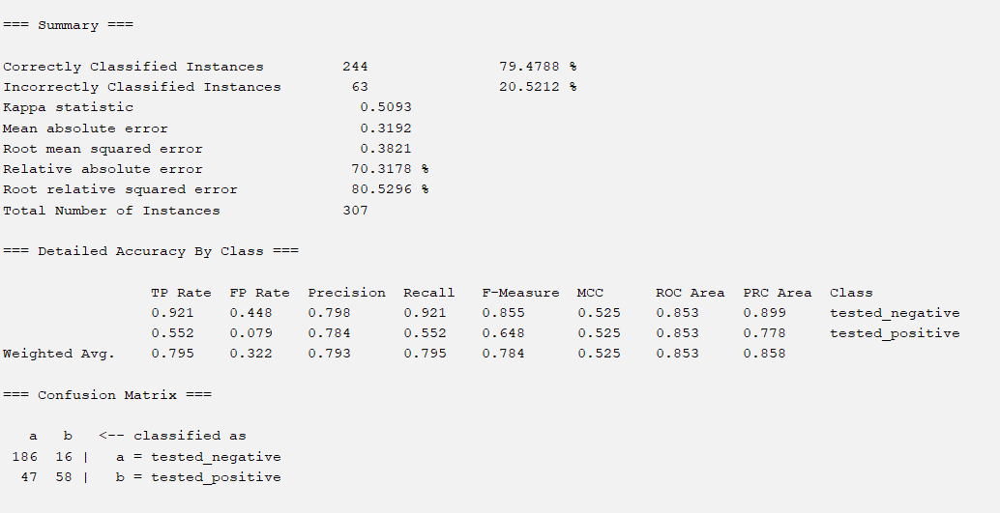 === Summary ===
Correctly Classified Instances 244 79.4788 %
Incorrectly Classified Instances 63 20.5212 %
Kappa statistic 0.5093
Mean absolute error 0.3192
Root mean squared error 0.3821
Relative absolute error 70.3178 %
Root relative squared error 80.5296 %
Total Number of Instances 307
=== Detailed Accuracy By Class ===
TP Rate FP Rate Precision Recall F-Measure MCC ROC Area PRC Area Class
0.921 0.448 0.798 0.921 0.855 0.525 0.853 0.899 tested_negative
0.552 0.079 0.784 0.552 0.648 0.525 0.853 0.778 tested_positive
Weighted Avg. 0.795 0.322 0.793 0.795 0.784 0.525 0.853 0.858
=== Confusion Matrix ===
a b <-- classified as
186 16 | a = tested_negative
47 58 | b = tested_positive